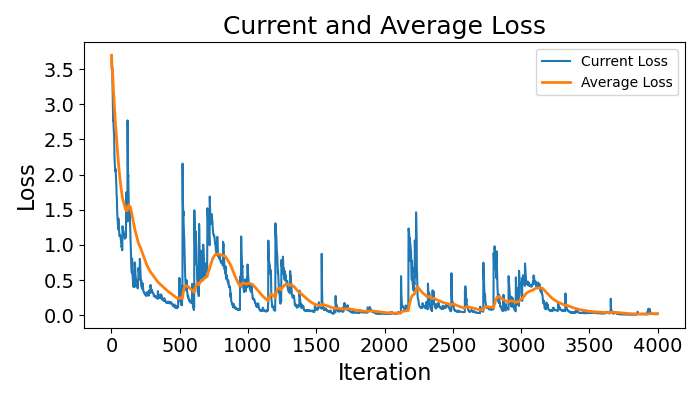 Current and Average Loss
Current Loss
Average Loss
Loss
3.5
3.0
2.5
2.0
1.5
1.0
0.5
0.0
0 500 1000 1500 2000 2500 3000 3500 4000
Iteration